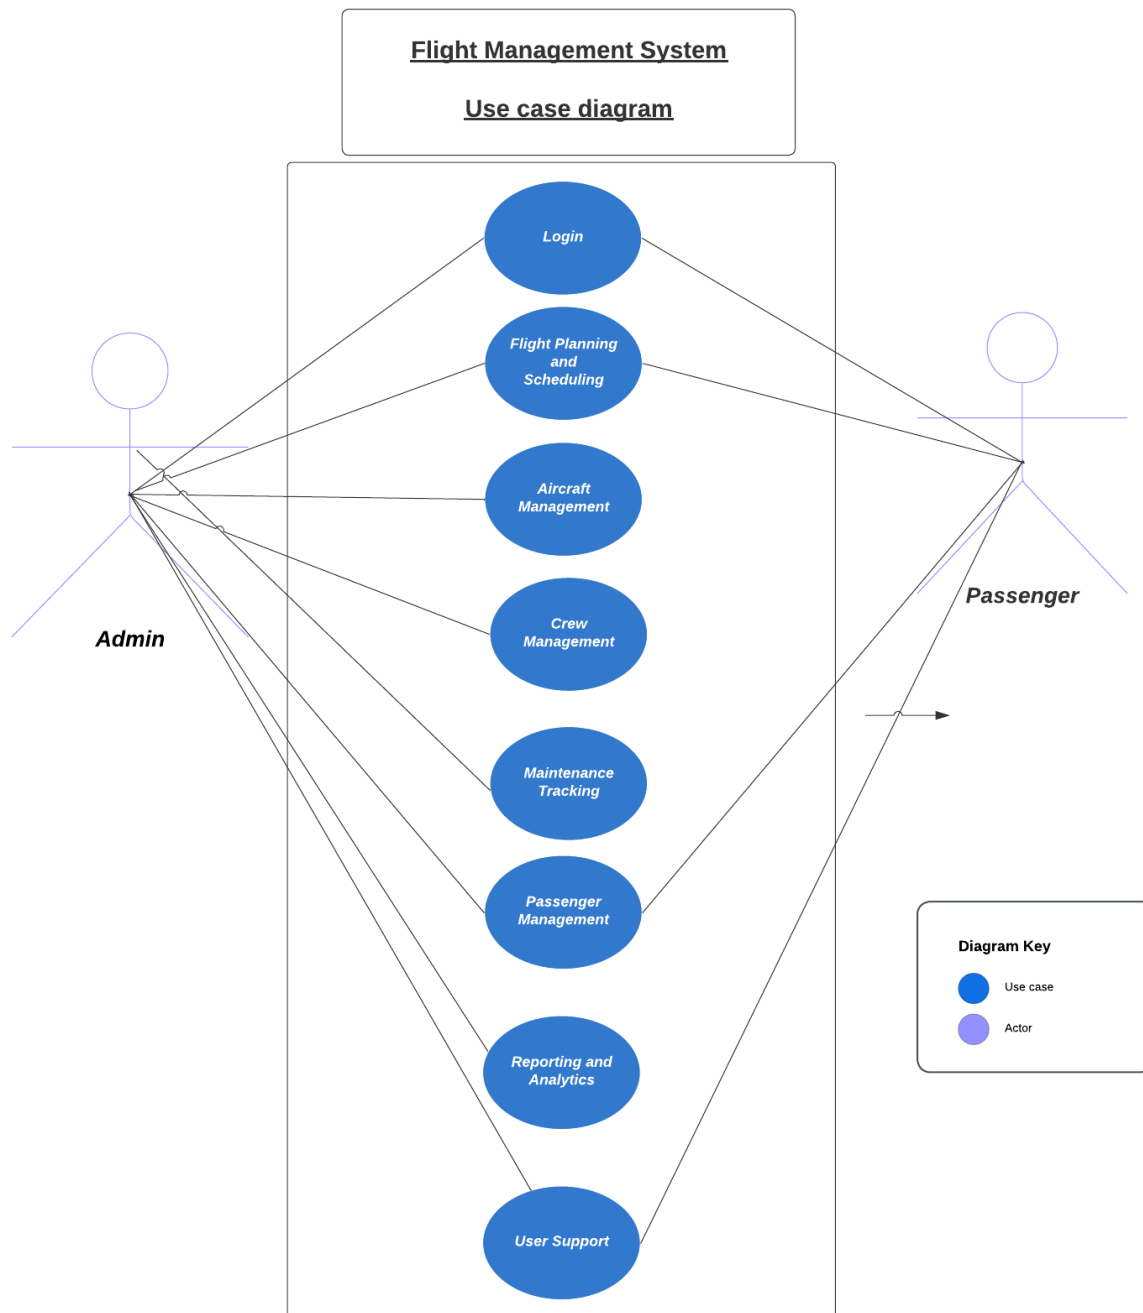 Flight Management System
Use case diagram
Login
Flight Planning
and
Scheduling
Aircraft
Management
Crew
Management
Maintenance
Tracking
Passenger
Management
Reporting and
Analytics
User Support
Admin
Passenger
Diagram Key
Use case
Actor